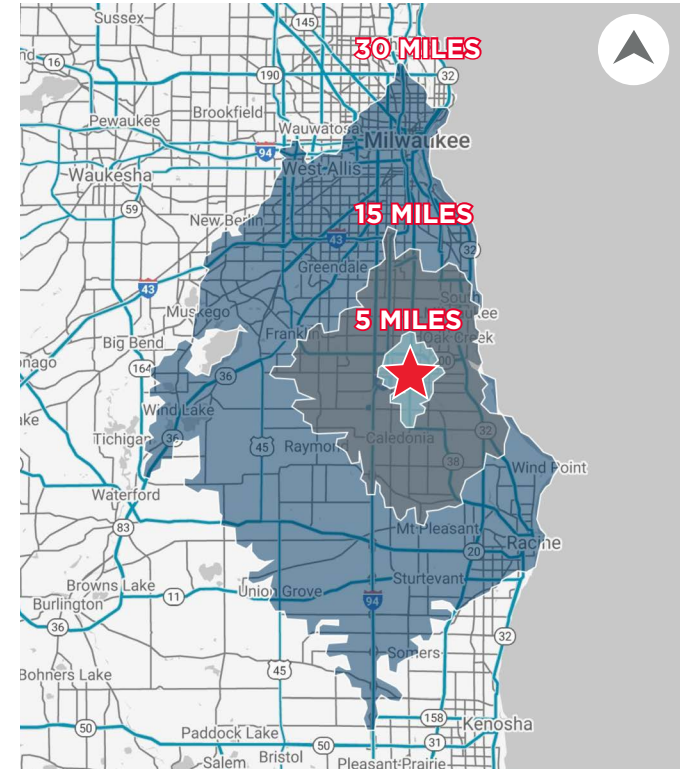 Sussex
145
30 MILES
16
190
32
Brookfield
Pewaukee
Wauwatosa
Milwaukee
94
West Allis
Waukesha
59
New Berlin
15 MILES
43
32
Greendale
43
Muskego
5 MILES
Franklin
Oak Creek
Big Bend
164
36
Wind Lake
Tichigan
36
45
Raymon
Caledonia
32
38
Wind Point
Waterford
83
Mt Pleasant
Racine
20
Browns Lake
Sturtevant
11
Union Grove
Burlington
94
36
32
Somers
45
Bohners Lake
158
Kenosha
50
Paddock Lake
50
31
Salem
Bristol
Pleasant Prairie